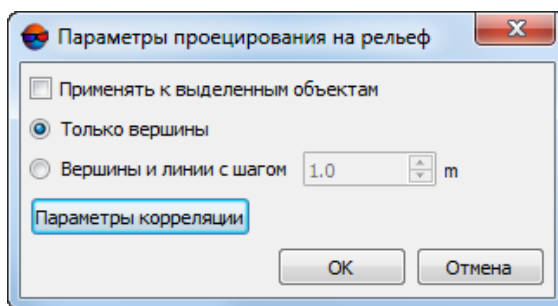 Параметры проецирования на рельеф
Применять к выделенным объектам
Только вершины
Вершины и линии с шагом 1.0 m
Параметры корреляции
OK Отмена